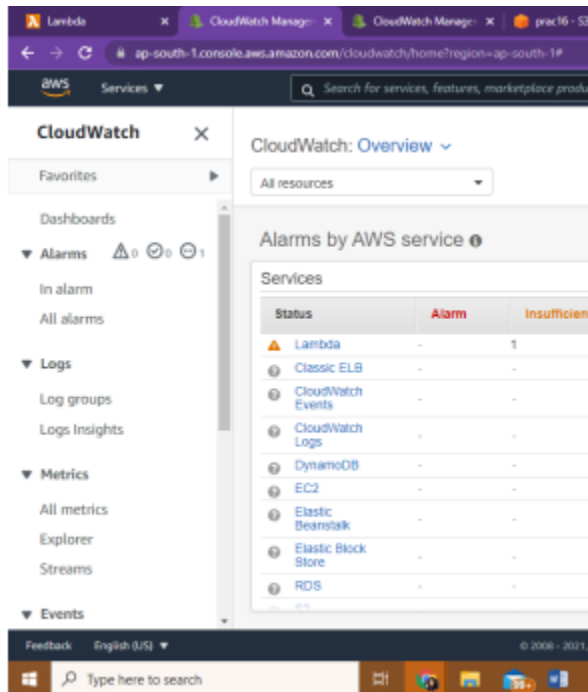 Lambda
CloudWatch Manage
CloudWatch Manage
prac16 - S3
ap-south-1.console.aws.amazon.com/cloudwatch/home?region=ap-south-1#
aws
Services
Search for services, features, marketplace produ
CloudWatch
CloudWatch: Overview
Favorites
All resources
Dashboards
Alarms 0 0 1
Alarms by AWS service
In alarm
Services
All alarms
Status Alarm Insufficien
Lambda - 1
Logs
Classic ELB - -
Log groups
CloudWatch Events - -
Logs Insights
CloudWatch Logs - -
Metrics
DynamoDB - -
All metrics
EC2 - -
Explorer
Elastic Beanstalk - -
Streams
Elastic Block Store - -
Events
RDS - -
Feedback English (US)
© 2008 - 2021,
Type here to search
99+